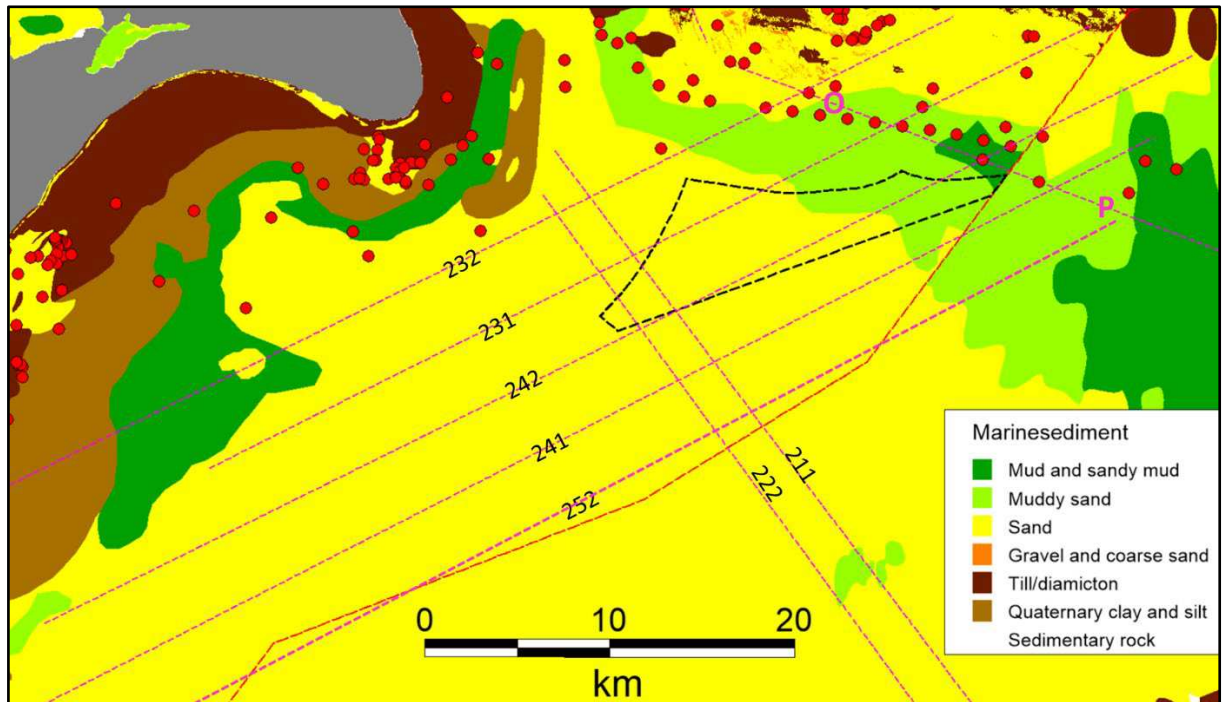 O
P
232
231
242
241
252
222
211
0 10 20
km
Marinesediment
Mud and sandy mud
Muddy sand
Sand
Gravel and coarse sand
Till/diamicton
Quaternary clay and silt
Sedimentary rock